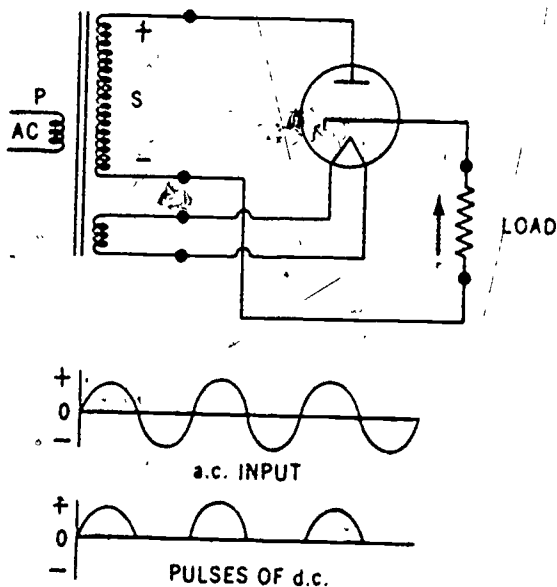 +
P
AC
S
-
LOAD
+
0
-
a.c. INPUT
+
0
-
PULSES OF d.c.